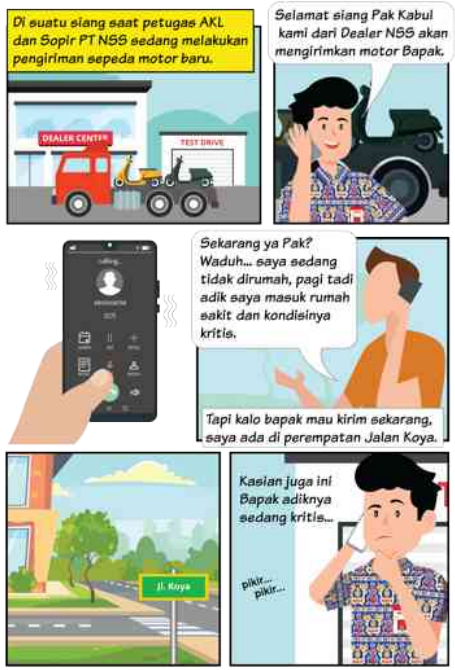 Di suatu siang saat petugas AKL
dan Sopir PT NSS sedang melakukan
pengiriman sepeda motor baru.
Selamat siang Pak Kabul
kami dari Dealer NSS akan
mengirimkan motor Bapak.
DEALER CENTER
TEST DRIVE
calling...
Sekarang ya Pak?
Waduh... saya sedang
tidak dirumah, pagi tadi
adik saya masuk rumah
sakit dan kondisinya
kritis.
Tapi kalo bapak mau kirim sekarang,
saya ada di perempatan Jalan Koya.
Jl. Koya
Kasian juga ini
Bapak adiknya
sedang kritis...
pikir...
pikir...